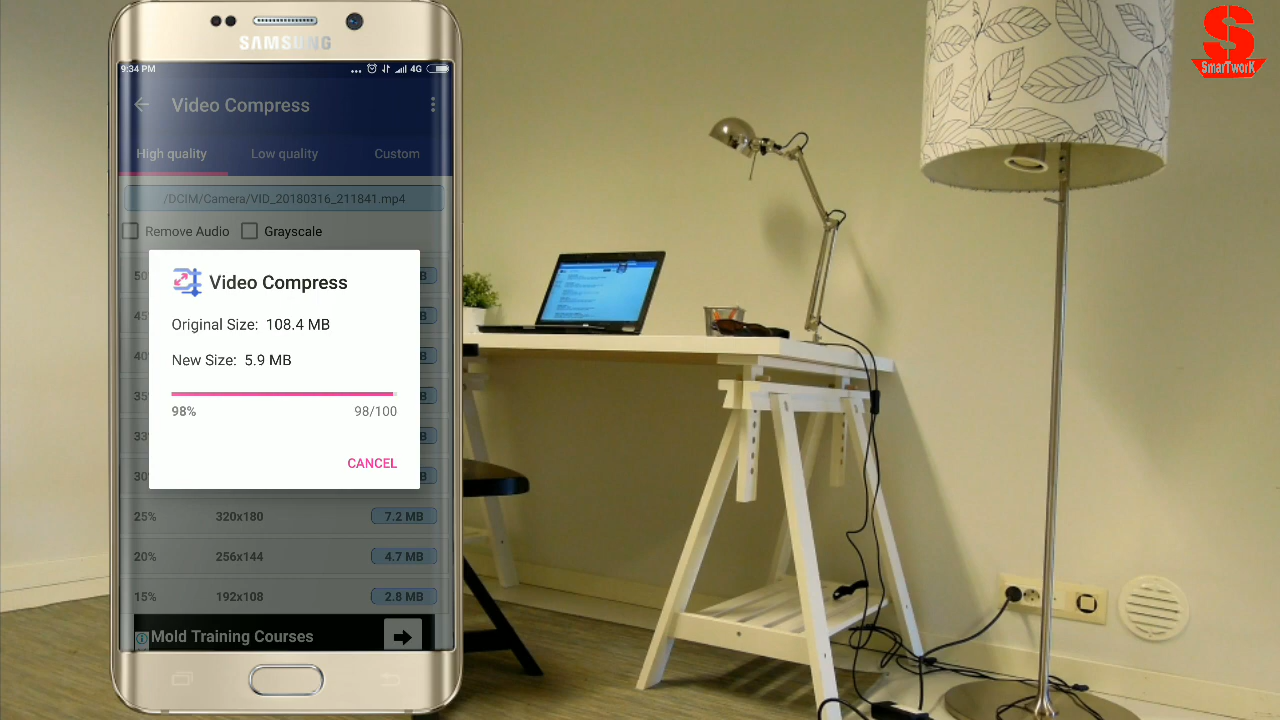 SmarTworK
SAMSUNG
9:34 PM
4G
Video Compress
High quality
Low quality
Custom
/DCIM/Camera/VID_20180316_211841.mp4
Remove Audio
Grayscale
Video Compress
Original Size: 108.4 MB
New Size: 5.9 MB
98%
98/100
CANCEL
25%
320x180
7.2 MB
20%
256x144
4.7 MB
15%
192x108
2.8 MB
Mold Training Courses